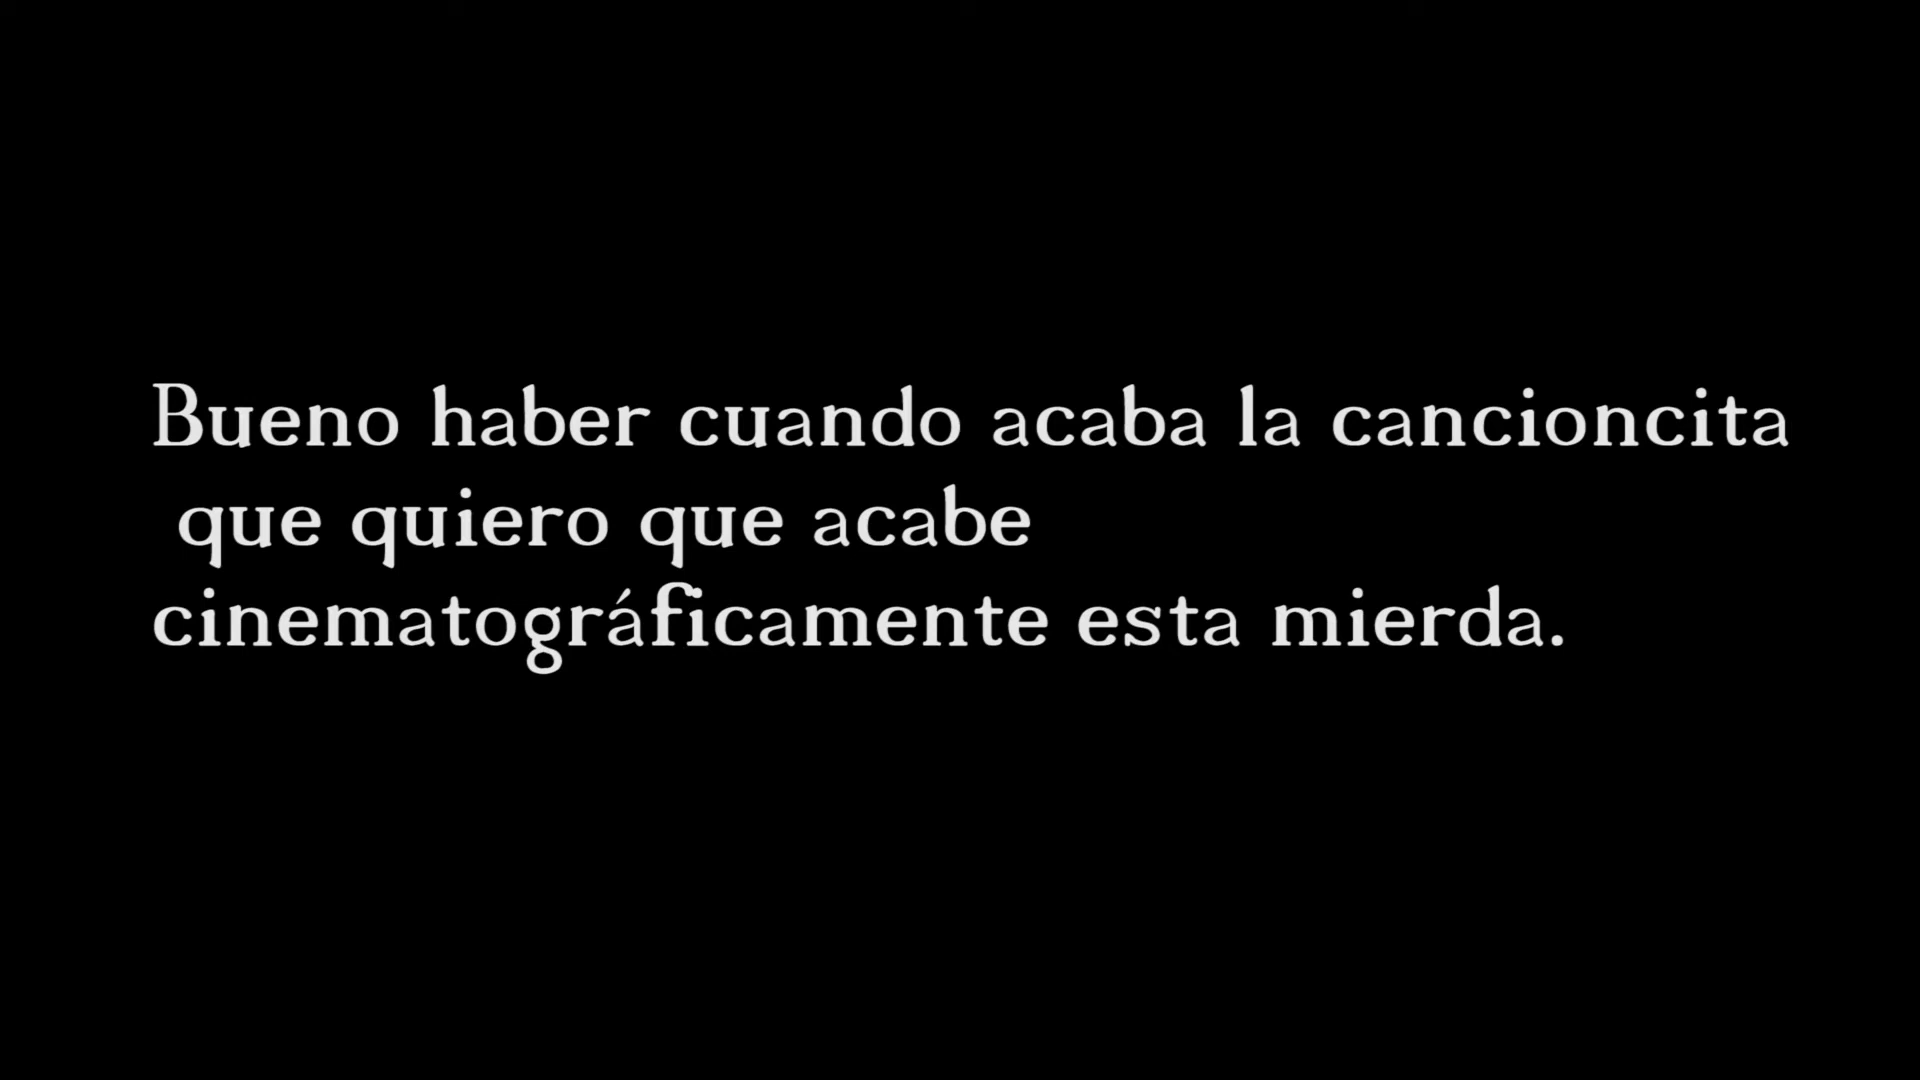 Bueno haber cuando acaba la cancioncita
que quiero que acabe
cinematográficamente esta mierda.